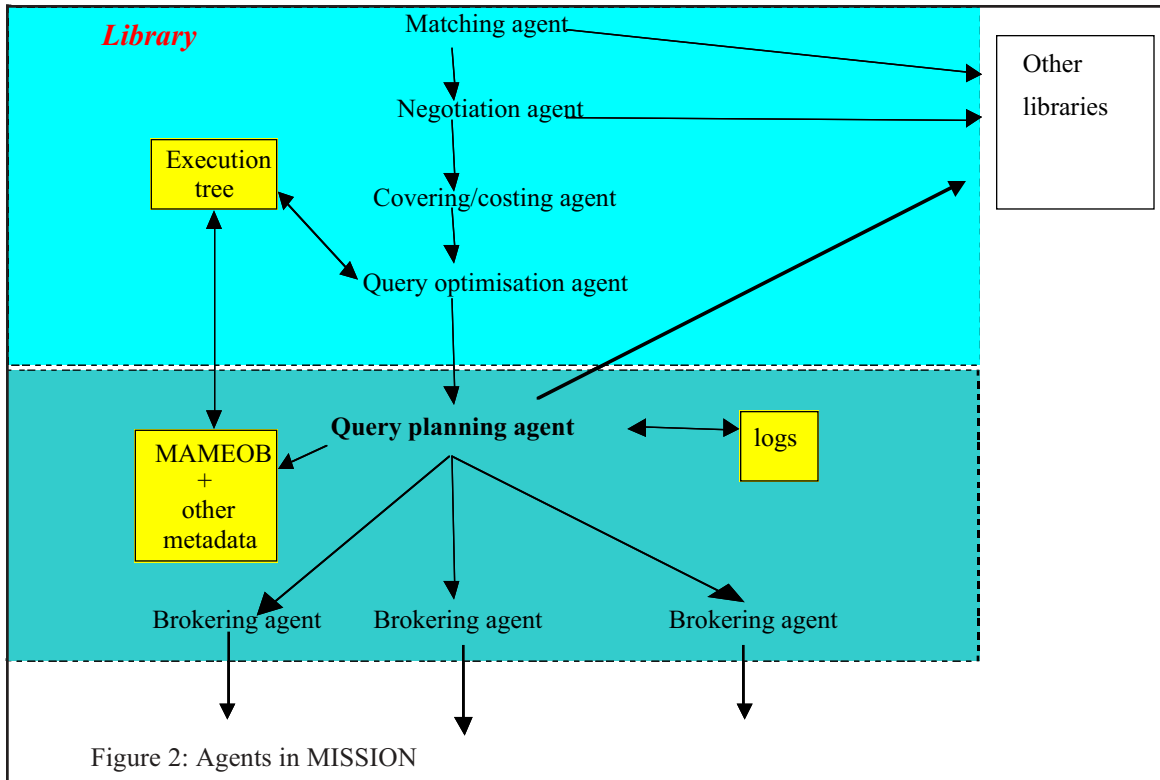 Library
Matching agent
Other
libraries
Negotiation agent
Execution
tree
Covering/costing agent
Query optimisation agent
Query planning agent
logs
MAMEOB
+
other
metadata
Brokering agent
Brokering agent
Brokering agent
Figure 2: Agents in MISSION